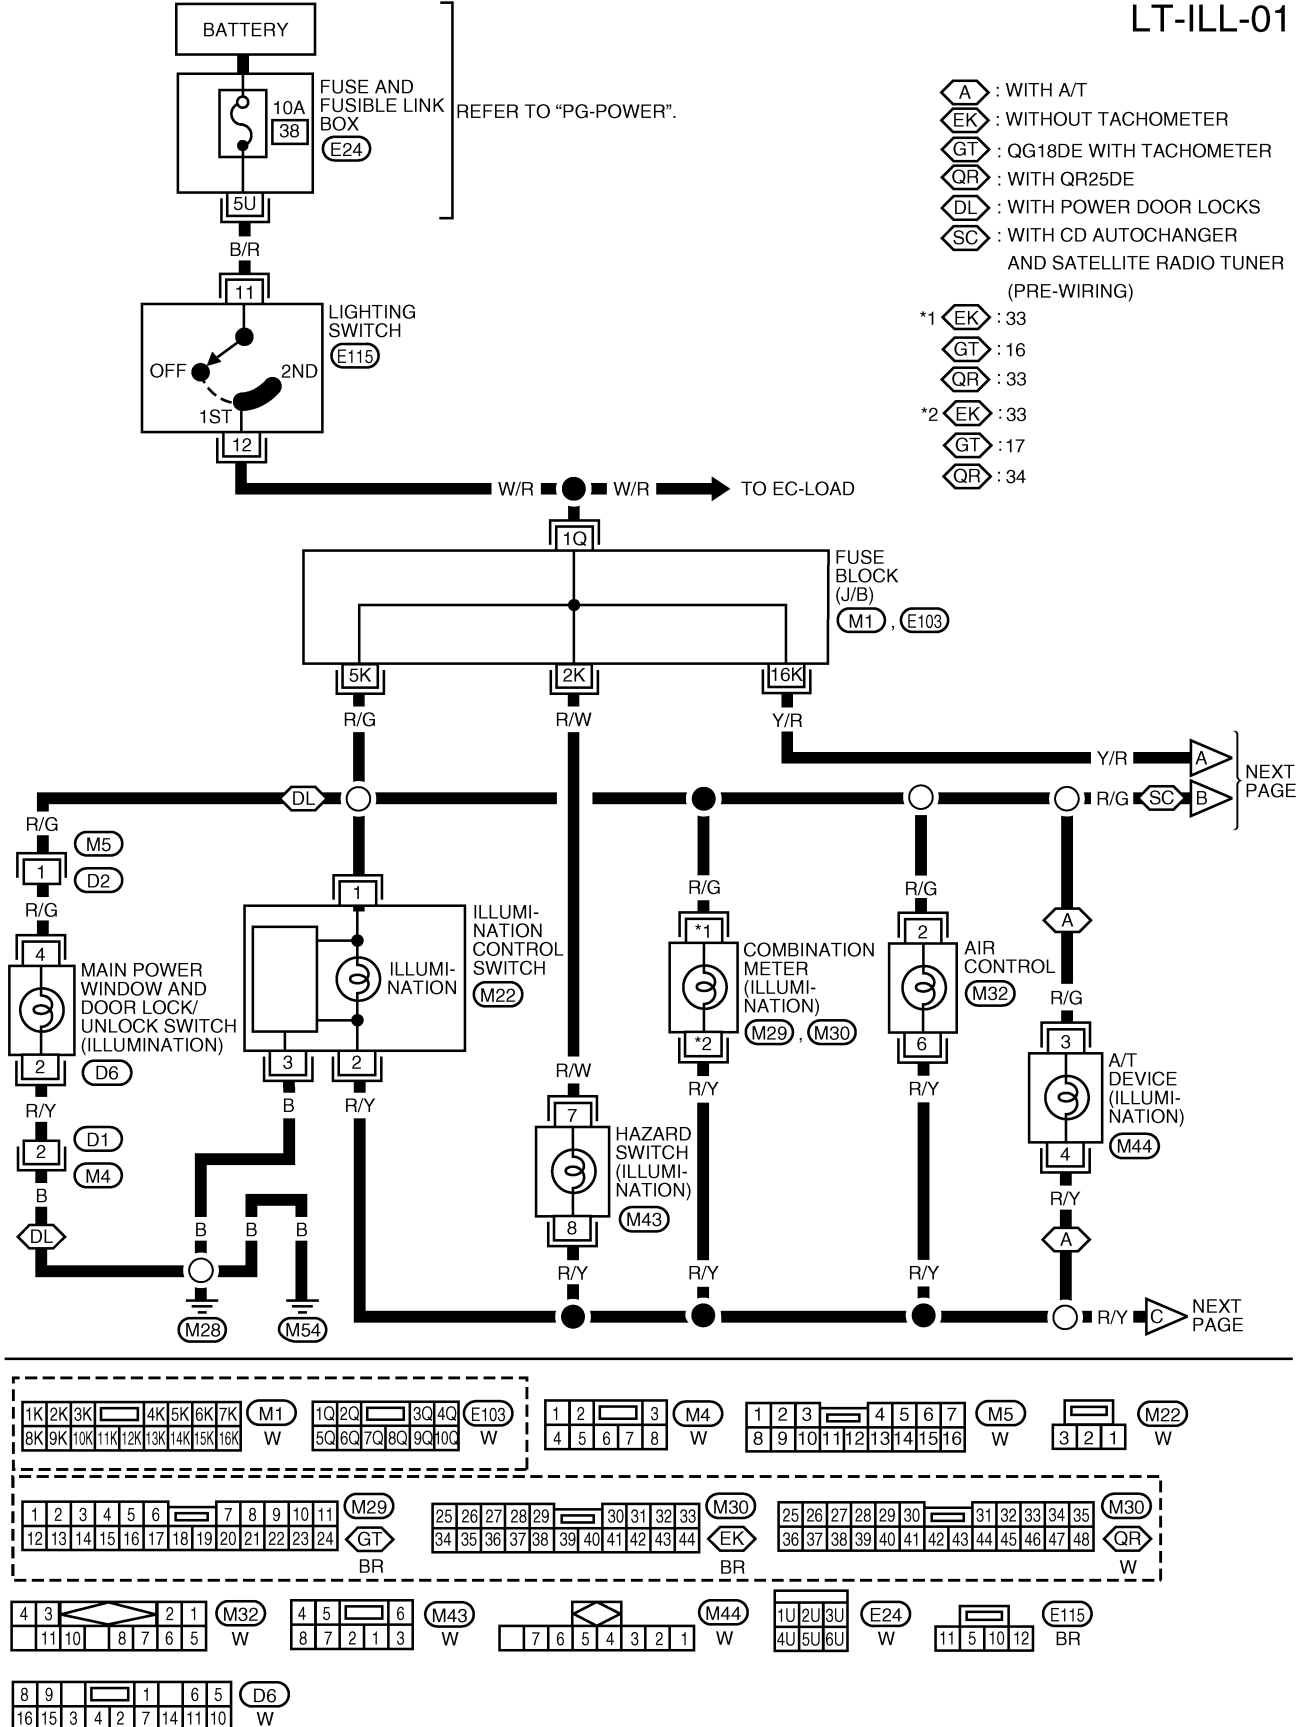 LT-ILL-01
BATTERY
10A
38
FUSE AND
FUSIBLE LINK
BOX
E24
REFER TO “PG-POWER”.
5U
B/R
11
LIGHTING
SWITCH
E115
OFF
2ND
1ST
12
A : WITH A/T
EK : WITHOUT TACHOMETER
GT : QG18DE WITH TACHOMETER
QR : WITH QR25DE
DL : WITH POWER DOOR LOCKS
SC : WITH CD AUTOCHANGER
AND SATELLITE RADIO TUNER
(PRE-WIRING)
*1 EK : 33
GT : 16
QR : 33
*2 EK : 33
GT : 17
QR : 34
W/R W/R TO EC-LOAD
1Q
FUSE
BLOCK
(J/B)
M1 , E103
5K 2K 16K
R/G R/W Y/R
Y/R A
NEXT
PAGE
DL R/G SC B
R/G
M5
1
D2
R/G
4
MAIN POWER
WINDOW AND
DOOR LOCK/
UNLOCK SWITCH
(ILLUMINATION)
2
D6
R/Y
D1
2
M4
B
DL
1
ILLUMI-
NATION
ILLUMI-
NATION
CONTROL
SWITCH
M22
3 2
B R/Y
B B B
M28 M54
R/W
7
HAZARD
SWITCH
(ILLUMI-
NATION)
M43
8
R/Y
R/G
*1
COMBINATION
METER
(ILLUMI-
NATION)
M29 , M30
*2
R/Y
R/Y
R/G
2
AIR
CONTROL
M32
6
R/Y
R/Y
A
R/G
3
A/T
DEVICE
(ILLUMI-
NATION)
M44
4
R/Y
A
R/Y C NEXT
PAGE
1K 2K 3K 4K 5K 6K 7K
8K 9K 10K 11K 12K 13K 14K 15K 16K
M1
W
1Q 2Q 3Q 4Q
5Q 6Q 7Q 8Q 9Q 10Q
E103
W
1 2 3
4 5 6 7 8
M4
W
1 2 3 4 5 6 7
8 9 10 11 12 13 14 15 16
M5
W
3 2 1
M22
W
1 2 3 4 5 6 7 8 9 10 11
12 13 14 15 16 17 18 19 20 21 22 23 24
M29
GT
BR
25 26 27 28 29 30 31 32 33
34 35 36 37 38 39 40 41 42 43 44
M30
EK
BR
25 26 27 28 29 30 31 32 33 34 35
36 37 38 39 40 41 42 43 44 45 46 47 48
M30
QR
W
4 3 2 1
11 10 8 7 6 5
M32
W
4 5 6
8 7 2 1 3
M43
W
7 6 5 4 3 2 1
M44
W
1U 2U 3U
4U 5U 6U
E24
W
11 5 10 12
E115
BR
8 9 1 6 5
16 15 3 4 2 7 14 11 10
D6
W